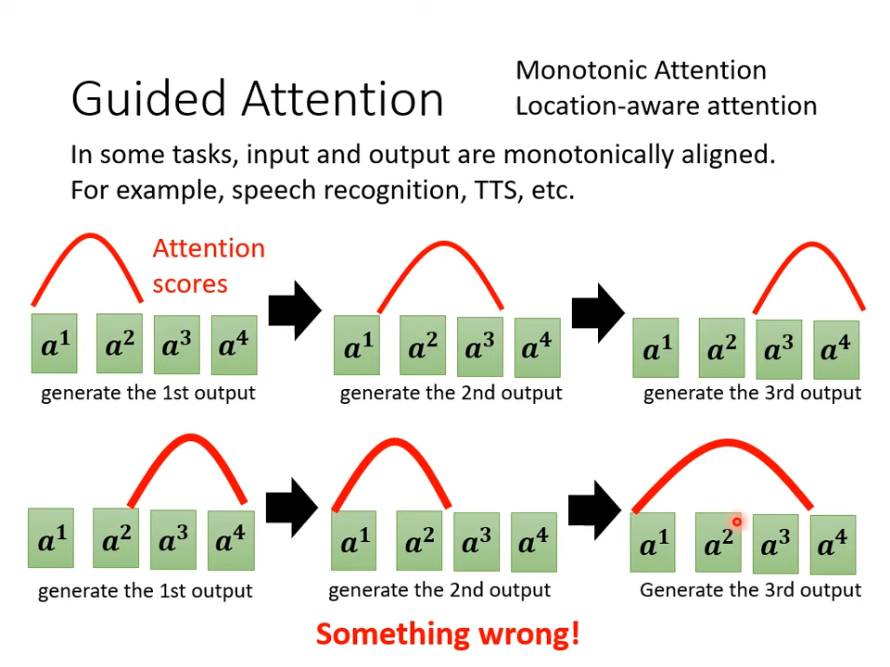 Guided Attention
Monotonic Attention
Location-aware attention
In some tasks, input and output are monotonically aligned.
For example, speech recognition, TTS, etc.
Attention
scores
a¹ a² a³ a⁴
generate the 1st output
a¹ a² a³ a⁴
generate the 2nd output
a¹ a² a³ a⁴
generate the 3rd output
a¹ a² a³ a⁴
generate the 1st output
a¹ a² a³ a⁴
generate the 2nd output
a¹ a² a³ a⁴
Generate the 3rd output
Something wrong!